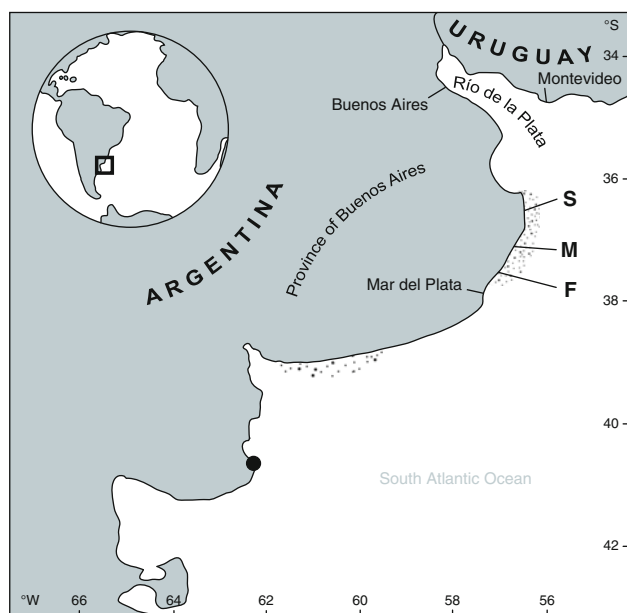 °S
URUGUAY
34
Montevideo
Buenos Aires
Río de la Plata
36
S
Province of Buenos Aires
ARGENTINA
M
Mar del Plata
F
38
40
South Atlantic Ocean
42
°W 66 64 62 60 58 56